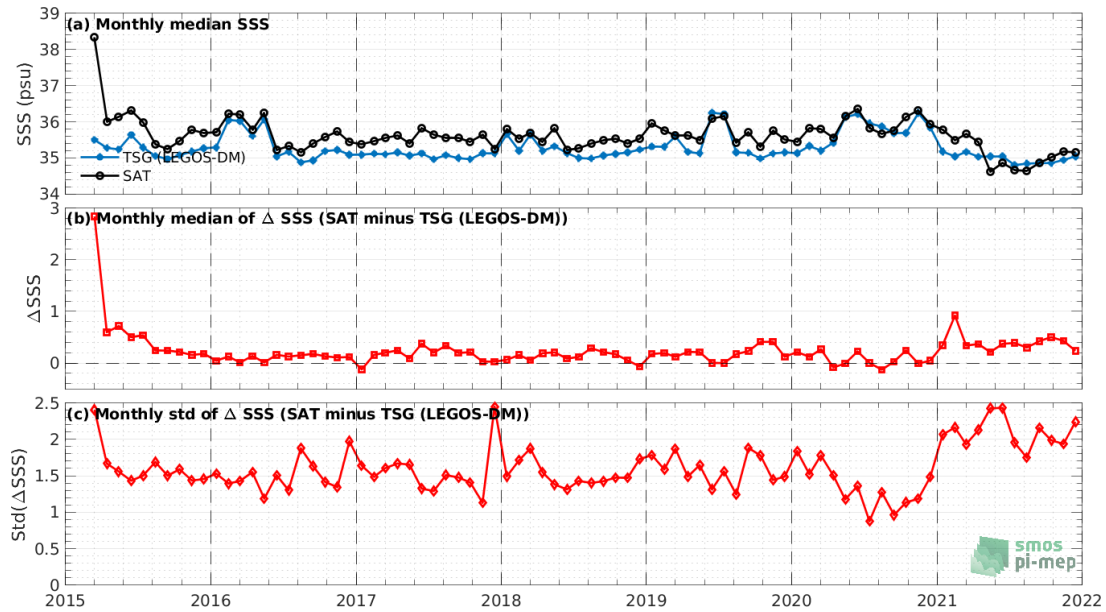 39
38
37
36
35
34
SSS (psu)
(a) Monthly median SSS
TSG (LEGOS-DM)
SAT
3
2
1
0
ΔSSS
(b) Monthly median of Δ SSS (SAT minus TSG (LEGOS-DM))
2.5
2
1.5
1
0.5
0
Std(ΔSSS)
(c) Monthly std of Δ SSS (SAT minus TSG (LEGOS-DM))
smos
pi-mep
2015 2016 2017 2018 2019 2020 2021 2022